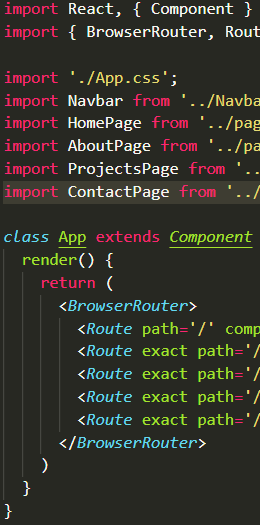 import React, { Component }
import { BrowserRouter, Rout
import './App.css';
import Navbar from '../Navba
import HomePage from '../pag
import AboutPage from '../pa
import ProjectsPage from '..
import ContactPage from '../
class App extends Component
render() {
return (
<BrowserRouter>
<Route path='/' comp
<Route exact path='/
<Route exact path='/
<Route exact path='/
<Route exact path='/
</BrowserRouter>
)
}
}